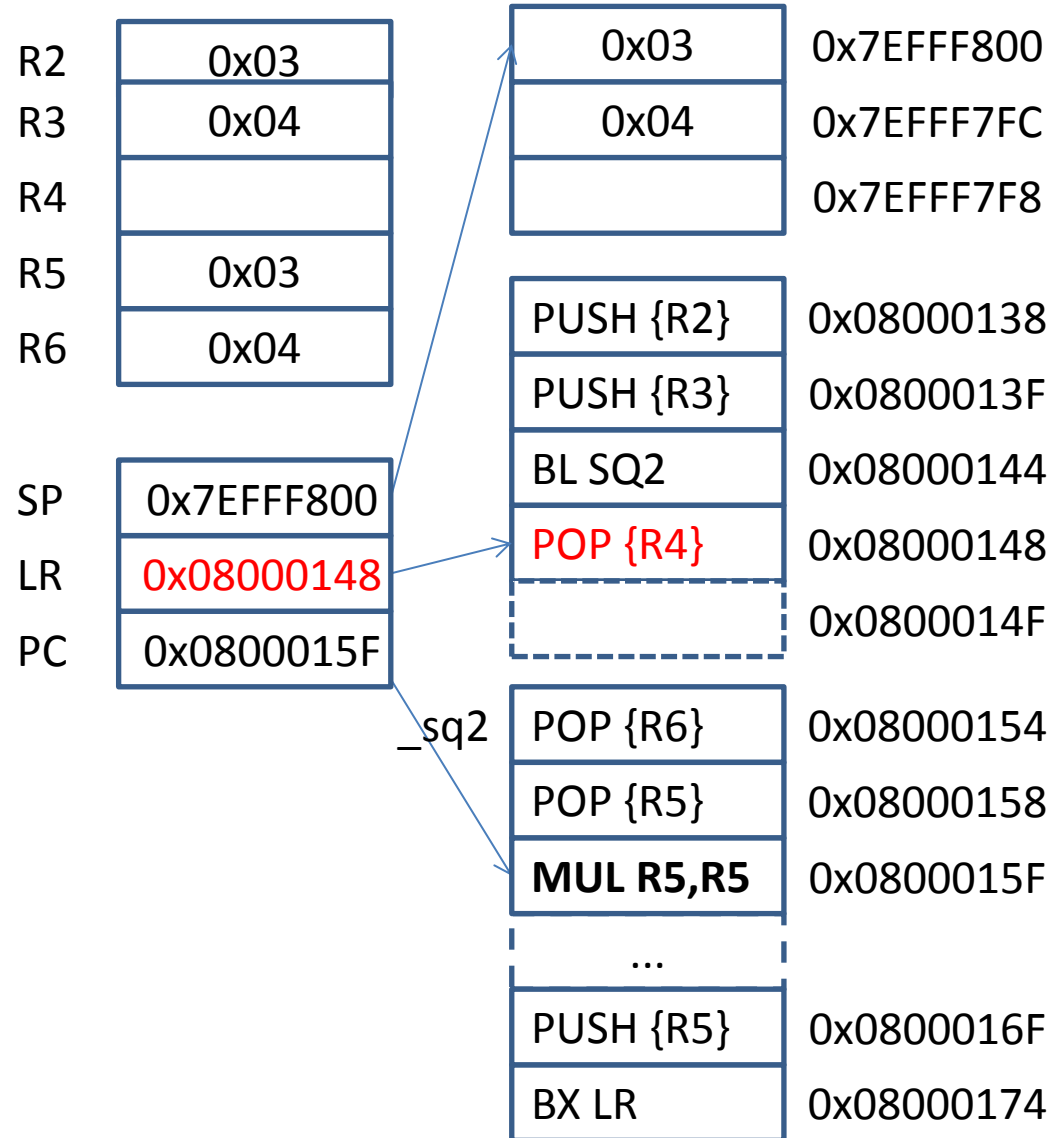 R2 0x03
R3 0x04
R4
R5 0x03
R6 0x04
SP 0x7EFFF800
LR 0x08000148
PC 0x0800015F
0x03 0x7EFFF800
0x04 0x7EFFF7FC
0x7EFFF7F8
PUSH {R2} 0x08000138
PUSH {R3} 0x0800013F
BL SQ2 0x08000144
POP {R4} 0x08000148
0x0800014F
_sq2 POP {R6} 0x08000154
POP {R5} 0x08000158
MUL R5,R5 0x0800015F
...
PUSH {R5} 0x0800016F
BX LR 0x08000174